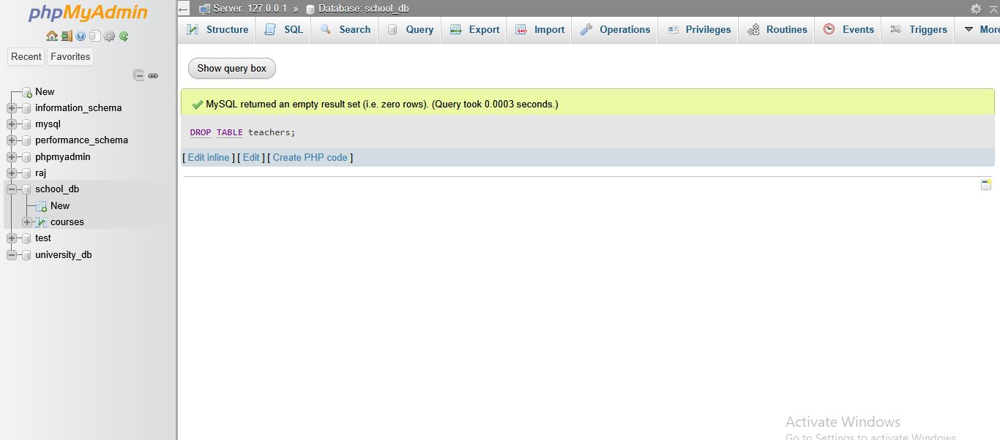 phpMyAdmin
Recent Favorites
New
information_schema
mysql
performance_schema
phpmyadmin
raj
school_db
New
courses
test
university_db
Server: 127.0.0.1 » Database: school_db
Structure SQL Search Query Export Import Operations Privileges Routines Events Triggers More
Show query box
MySQL returned an empty result set (i.e. zero rows). (Query took 0.0003 seconds.)
DROP TABLE teachers;
[ Edit inline ] [ Edit ] [ Create PHP code ]
Activate Windows
Go to Settings to activate Windows.